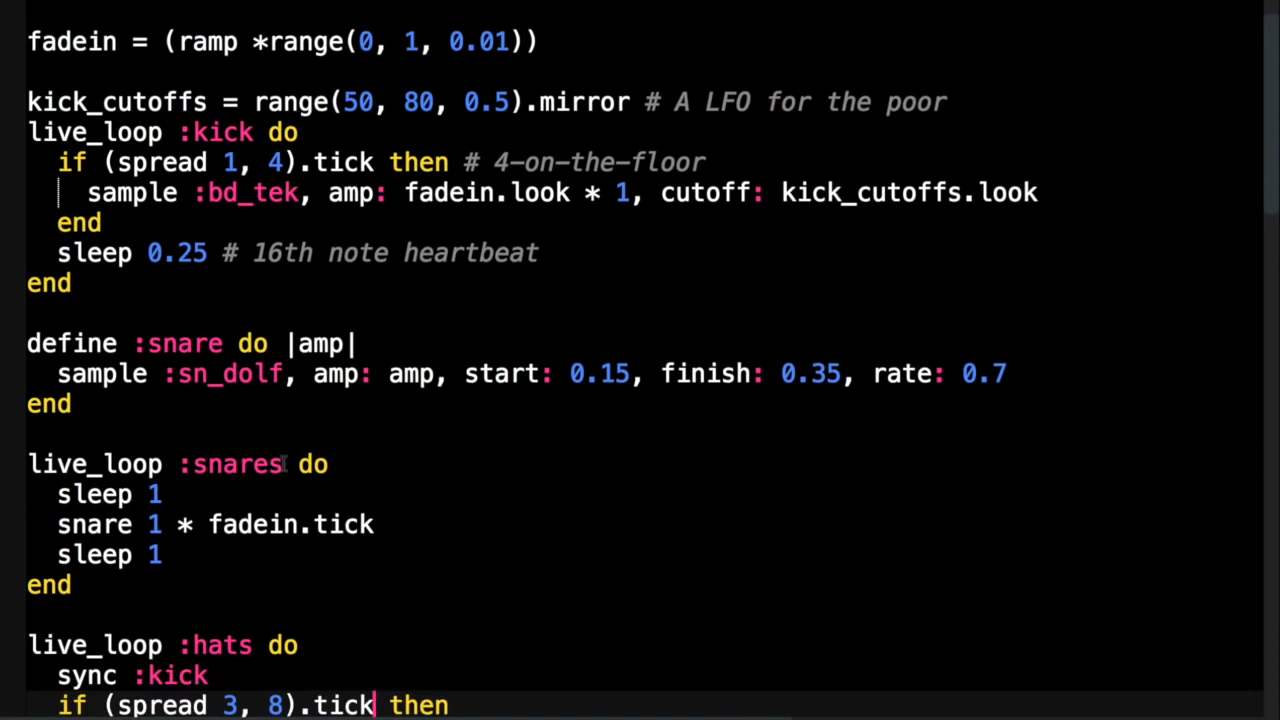 fadein = (ramp *range(0, 1, 0.01))
kick_cutoffs = range(50, 80, 0.5).mirror # A LFO for the poor
live_loop :kick do
if (spread 1, 4).tick then # 4-on-the-floor
sample :bd_tek, amp: fadein.look * 1, cutoff: kick_cutoffs.look
end
sleep 0.25 # 16th note heartbeat
end
define :snare do |amp|
sample :sn_dolf, amp: amp, start: 0.15, finish: 0.35, rate: 0.7
end
live_loop :snares do
sleep 1
snare 1 * fadein.tick
sleep 1
end
live_loop :hats do
sync :kick
if (spread 3, 8).tick then